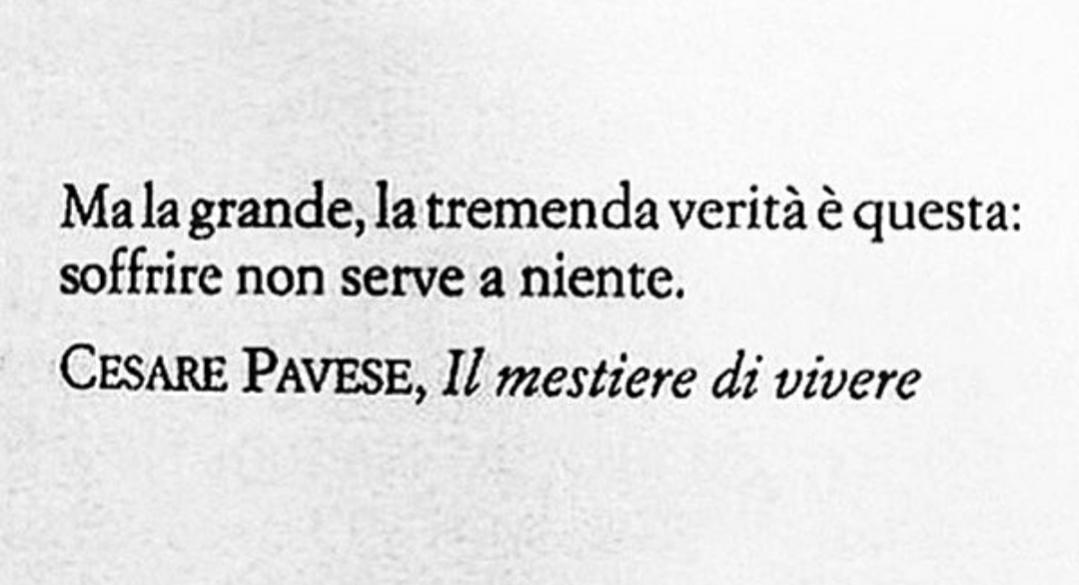 Ma la grande, la tremenda verità è questa:
soffrire non serve a niente.
CESARE PAVESE, Il mestiere di vivere